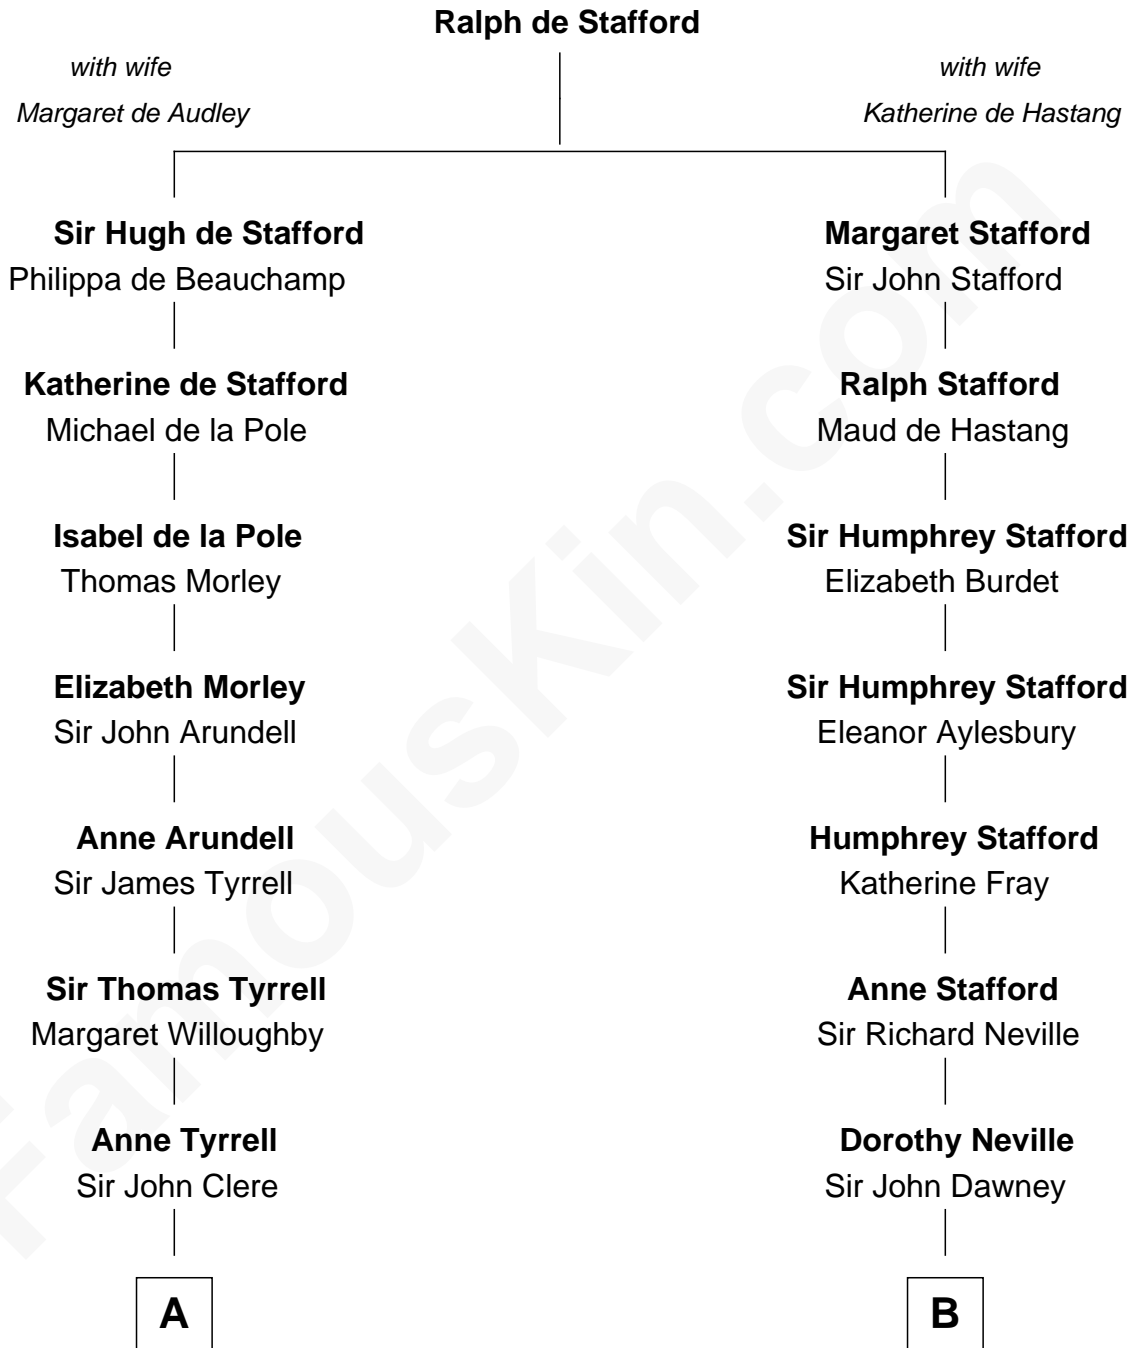 Ralph de Stafford
with wife
Margaret de Audley
with wife
Katherine de Hastang
Sir Hugh de Stafford
Philippa de Beauchamp
Margaret Stafford
Sir John Stafford
Katherine de Stafford
Michael de la Pole
Ralph Stafford
Maud de Hastang
Isabel de la Pole
Thomas Morley
Sir Humphrey Stafford
Elizabeth Burdet
Elizabeth Morley
Sir John Arundell
Sir Humphrey Stafford
Eleanor Aylesbury
Anne Arundell
Sir James Tyrrell
Humphrey Stafford
Katherine Fray
Sir Thomas Tyrrell
Margaret Willoughby
Anne Stafford
Sir Richard Neville
Anne Tyrrell
Sir John Clere
Dorothy Neville
Sir John Dawney
A
B
FamousKin.com